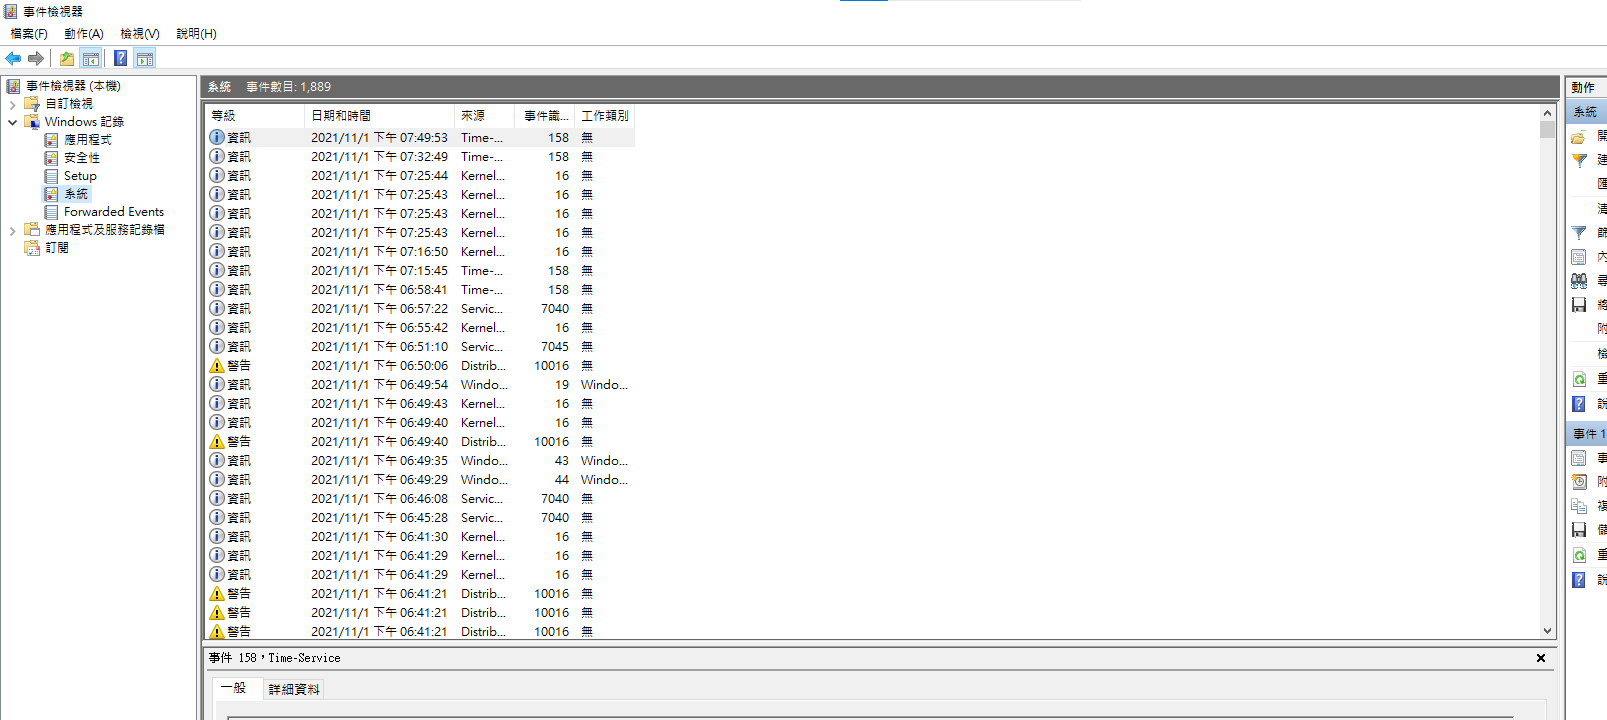 事件檢視器
檔案(F) 動作(A) 檢視(V) 說明(H)
事件檢視器 (本機)
自訂檢視
Windows 記錄
應用程式
安全性
Setup
系統
Forwarded Events
應用程式及服務記錄檔
訂閱
系統 事件數目: 1,889
等級 日期和時間 來源 事件識... 工作類別
資訊 2021/11/1 下午 07:49:53 Time-... 158 無
資訊 2021/11/1 下午 07:32:49 Time-... 158 無
資訊 2021/11/1 下午 07:25:44 Kernel... 16 無
資訊 2021/11/1 下午 07:25:43 Kernel... 16 無
資訊 2021/11/1 下午 07:25:43 Kernel... 16 無
資訊 2021/11/1 下午 07:25:43 Kernel... 16 無
資訊 2021/11/1 下午 07:16:50 Kernel... 16 無
資訊 2021/11/1 下午 07:15:45 Time-... 158 無
資訊 2021/11/1 下午 06:58:41 Time-... 158 無
資訊 2021/11/1 下午 06:57:22 Servic... 7040 無
資訊 2021/11/1 下午 06:55:42 Kernel... 16 無
資訊 2021/11/1 下午 06:51:10 Servic... 7045 無
警告 2021/11/1 下午 06:50:06 Distrib... 10016 無
資訊 2021/11/1 下午 06:49:54 Windo... 19 Windo...
資訊 2021/11/1 下午 06:49:43 Kernel... 16 無
資訊 2021/11/1 下午 06:49:40 Kernel... 16 無
警告 2021/11/1 下午 06:49:40 Distrib... 10016 無
資訊 2021/11/1 下午 06:49:35 Windo... 43 Windo...
資訊 2021/11/1 下午 06:49:29 Windo... 44 Windo...
資訊 2021/11/1 下午 06:46:08 Servic... 7040 無
資訊 2021/11/1 下午 06:45:28 Servic... 7040 無
資訊 2021/11/1 下午 06:41:30 Kernel... 16 無
資訊 2021/11/1 下午 06:41:29 Kernel... 16 無
資訊 2021/11/1 下午 06:41:29 Kernel... 16 無
警告 2021/11/1 下午 06:41:21 Distrib... 10016 無
警告 2021/11/1 下午 06:41:21 Distrib... 10016 無
警告 2021/11/1 下午 06:41:21 Distrib... 10016 無
事件 158，Time-Service
一般 詳細資料
動作
系統
事件 1